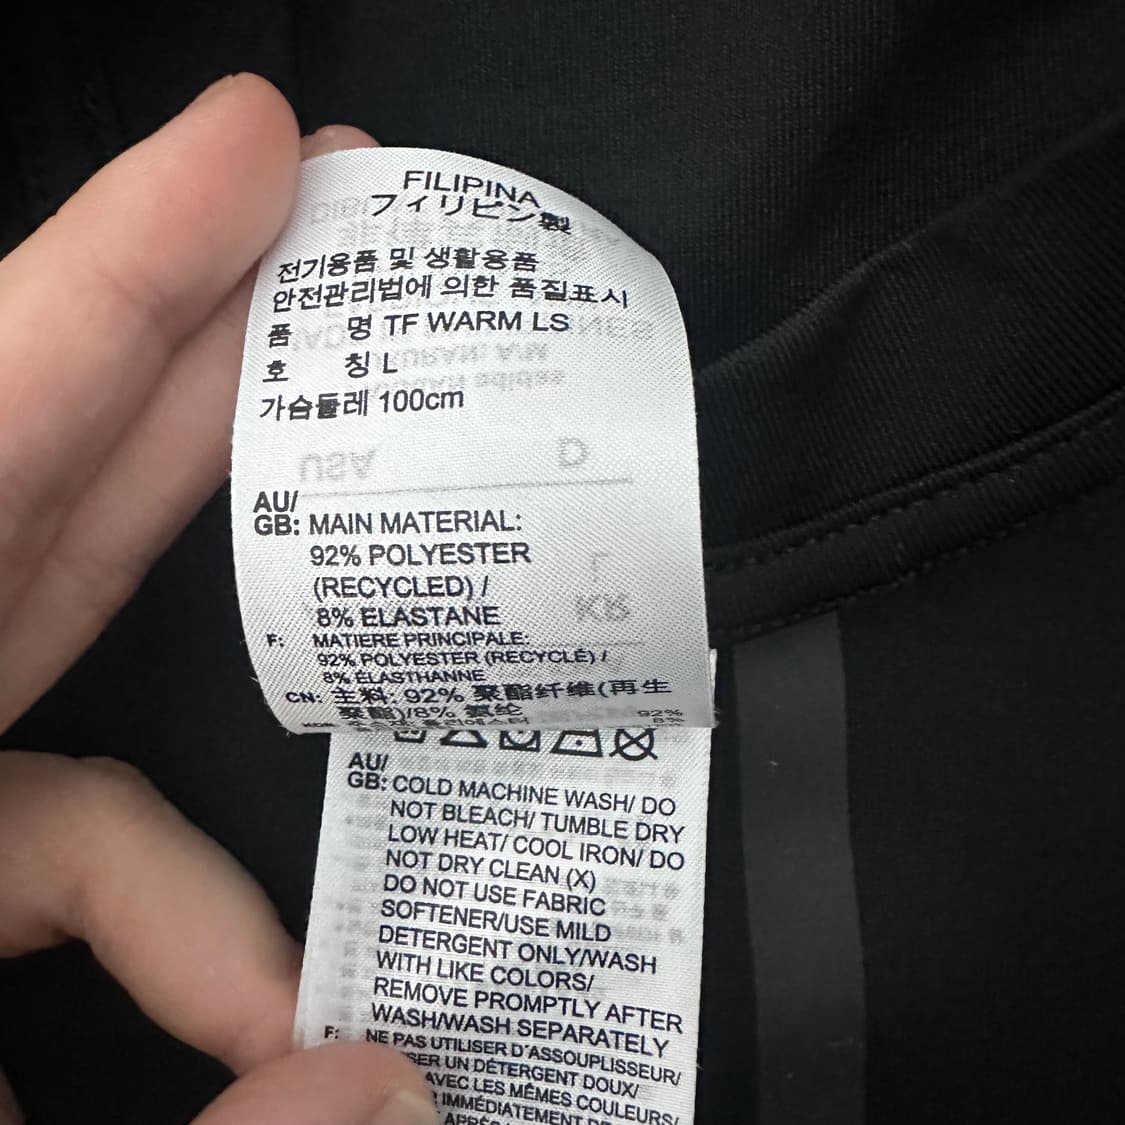 FILIPINA
フィリピン製
전기용품 및 생활용품
안전관리법에 의한 품질표시
품 명 TF WARM LS
호 칭 L
가슴둘레 100cm
AU/
GB: MAIN MATERIAL:
92% POLYESTER
(RECYCLED) /
8% ELASTANE
F: MATIERE PRINCIPALE:
92% POLYESTER (RECYCLÉ) /
8% ÉLASTHANNE
CN: 主料: 92% 聚酯纤维(再生
聚酯)/8% 氨纶
92%
8%
AU/
GB: COLD MACHINE WASH/ DO
NOT BLEACH/ TUMBLE DRY
LOW HEAT/ COOL IRON/ DO
NOT DRY CLEAN (X)
DO NOT USE FABRIC
SOFTENER/USE MILD
DETERGENT ONLY/WASH
WITH LIKE COLORS/
REMOVE PROMPTLY AFTER
WASH/WASH SEPARATELY
F: NE PAS UTILISER D'ASSOUPLISSEUR/
UN DÉTERGENT DOUX/
AVEC LES MÊMES COULEURS/
IMMÉDIATEMENT